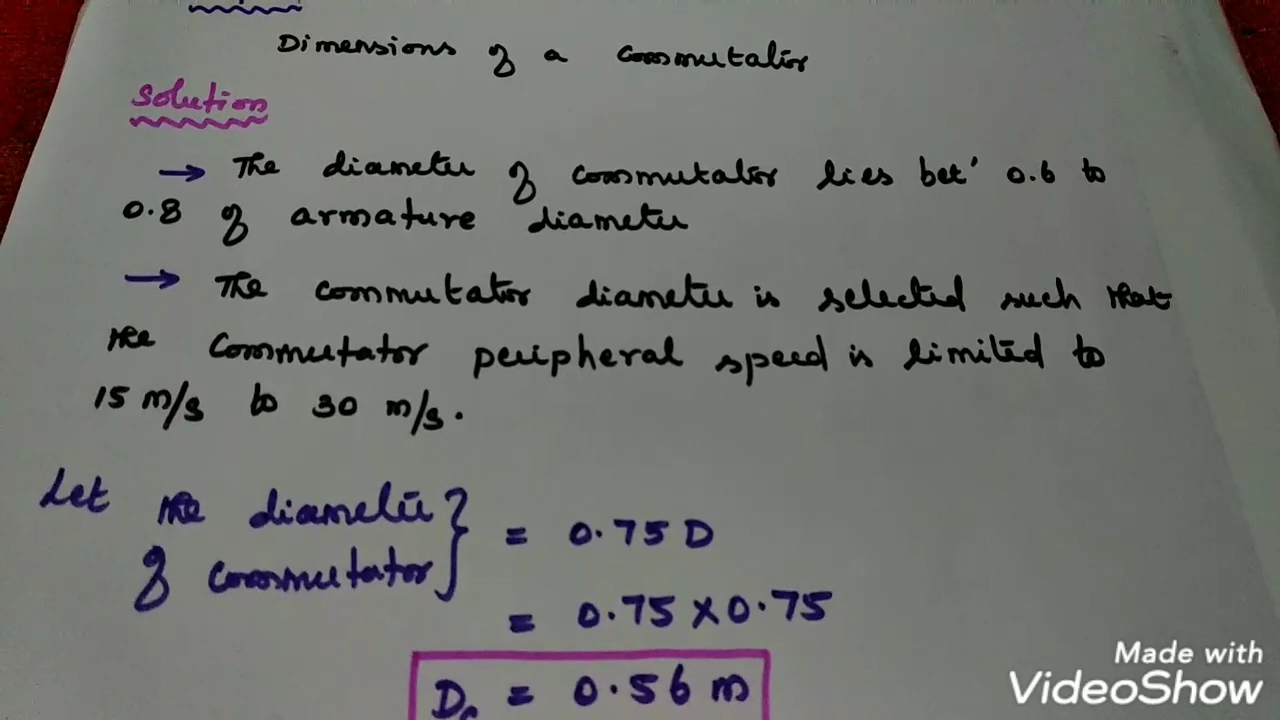 Dimensions of a commutator
Solution
→ The diameter of commutator lies bet' 0.6 to
0.8 of armature diameter
→ The commutator diameter is selected such that
the commutator peripheral speed is limited to
15 m/s to 30 m/s.
Let the diameter
of commutator } = 0.75 D
= 0.75 × 0.75
Dc = 0.56 m
Made with
VideoShow